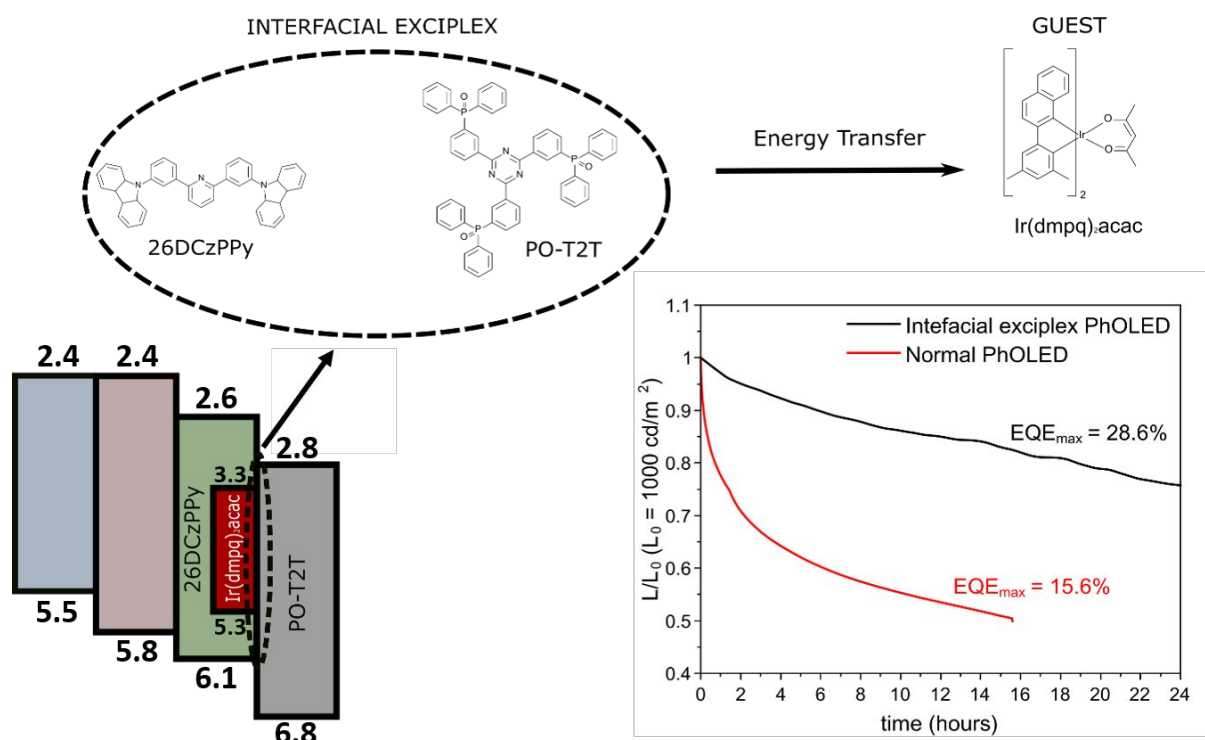 INTERFACIAL EXCIPLEX
GUEST
26DCzPPy
PO-T2T
Energy Transfer
Ir(dmpq)₂acac
O
P
O
P
O
P
N
N
N
N
N
N
Ir
O
O
2
2.4
2.4
2.6
2.8
3.3
26DCzPPy
Ir(dmpq)₂acac
PO-T2T
5.5
5.8
5.3
6.1
6.8
Intefacial exciplex PhOLED
Normal PhOLED
EQEmax = 28.6%
EQEmax = 15.6%
L/L0 (L0 = 1000 cd/m 2)
1.1
1
0.9
0.8
0.7
0.6
0.5
0.4
0 2 4 6 8 10 12 14 16 18 20 22 24
time (hours)